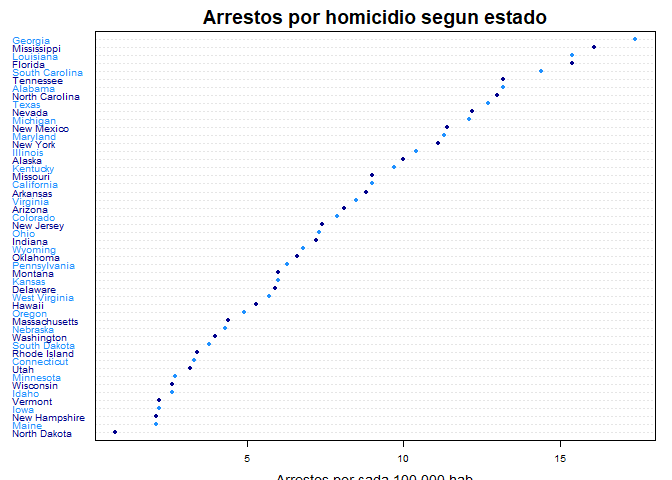 Arrestos por homicidio segun estado
Georgia
Mississippi
Louisiana
Florida
South Carolina
Tennessee
Alabama
North Carolina
Texas
Nevada
Michigan
New Mexico
Maryland
New York
Illinois
Alaska
Kentucky
Missouri
California
Arkansas
Virginia
Arizona
Colorado
New Jersey
Ohio
Indiana
Wyoming
Oklahoma
Pennsylvania
Montana
Kansas
Delaware
West Virginia
Hawaii
Oregon
Massachusetts
Nebraska
Washington
South Dakota
Rhode Island
Connecticut
Utah
Minnesota
Wisconsin
Idaho
Vermont
Iowa
New Hampshire
Maine
North Dakota
5 10 15
Arrestos por cada 100.000 hab